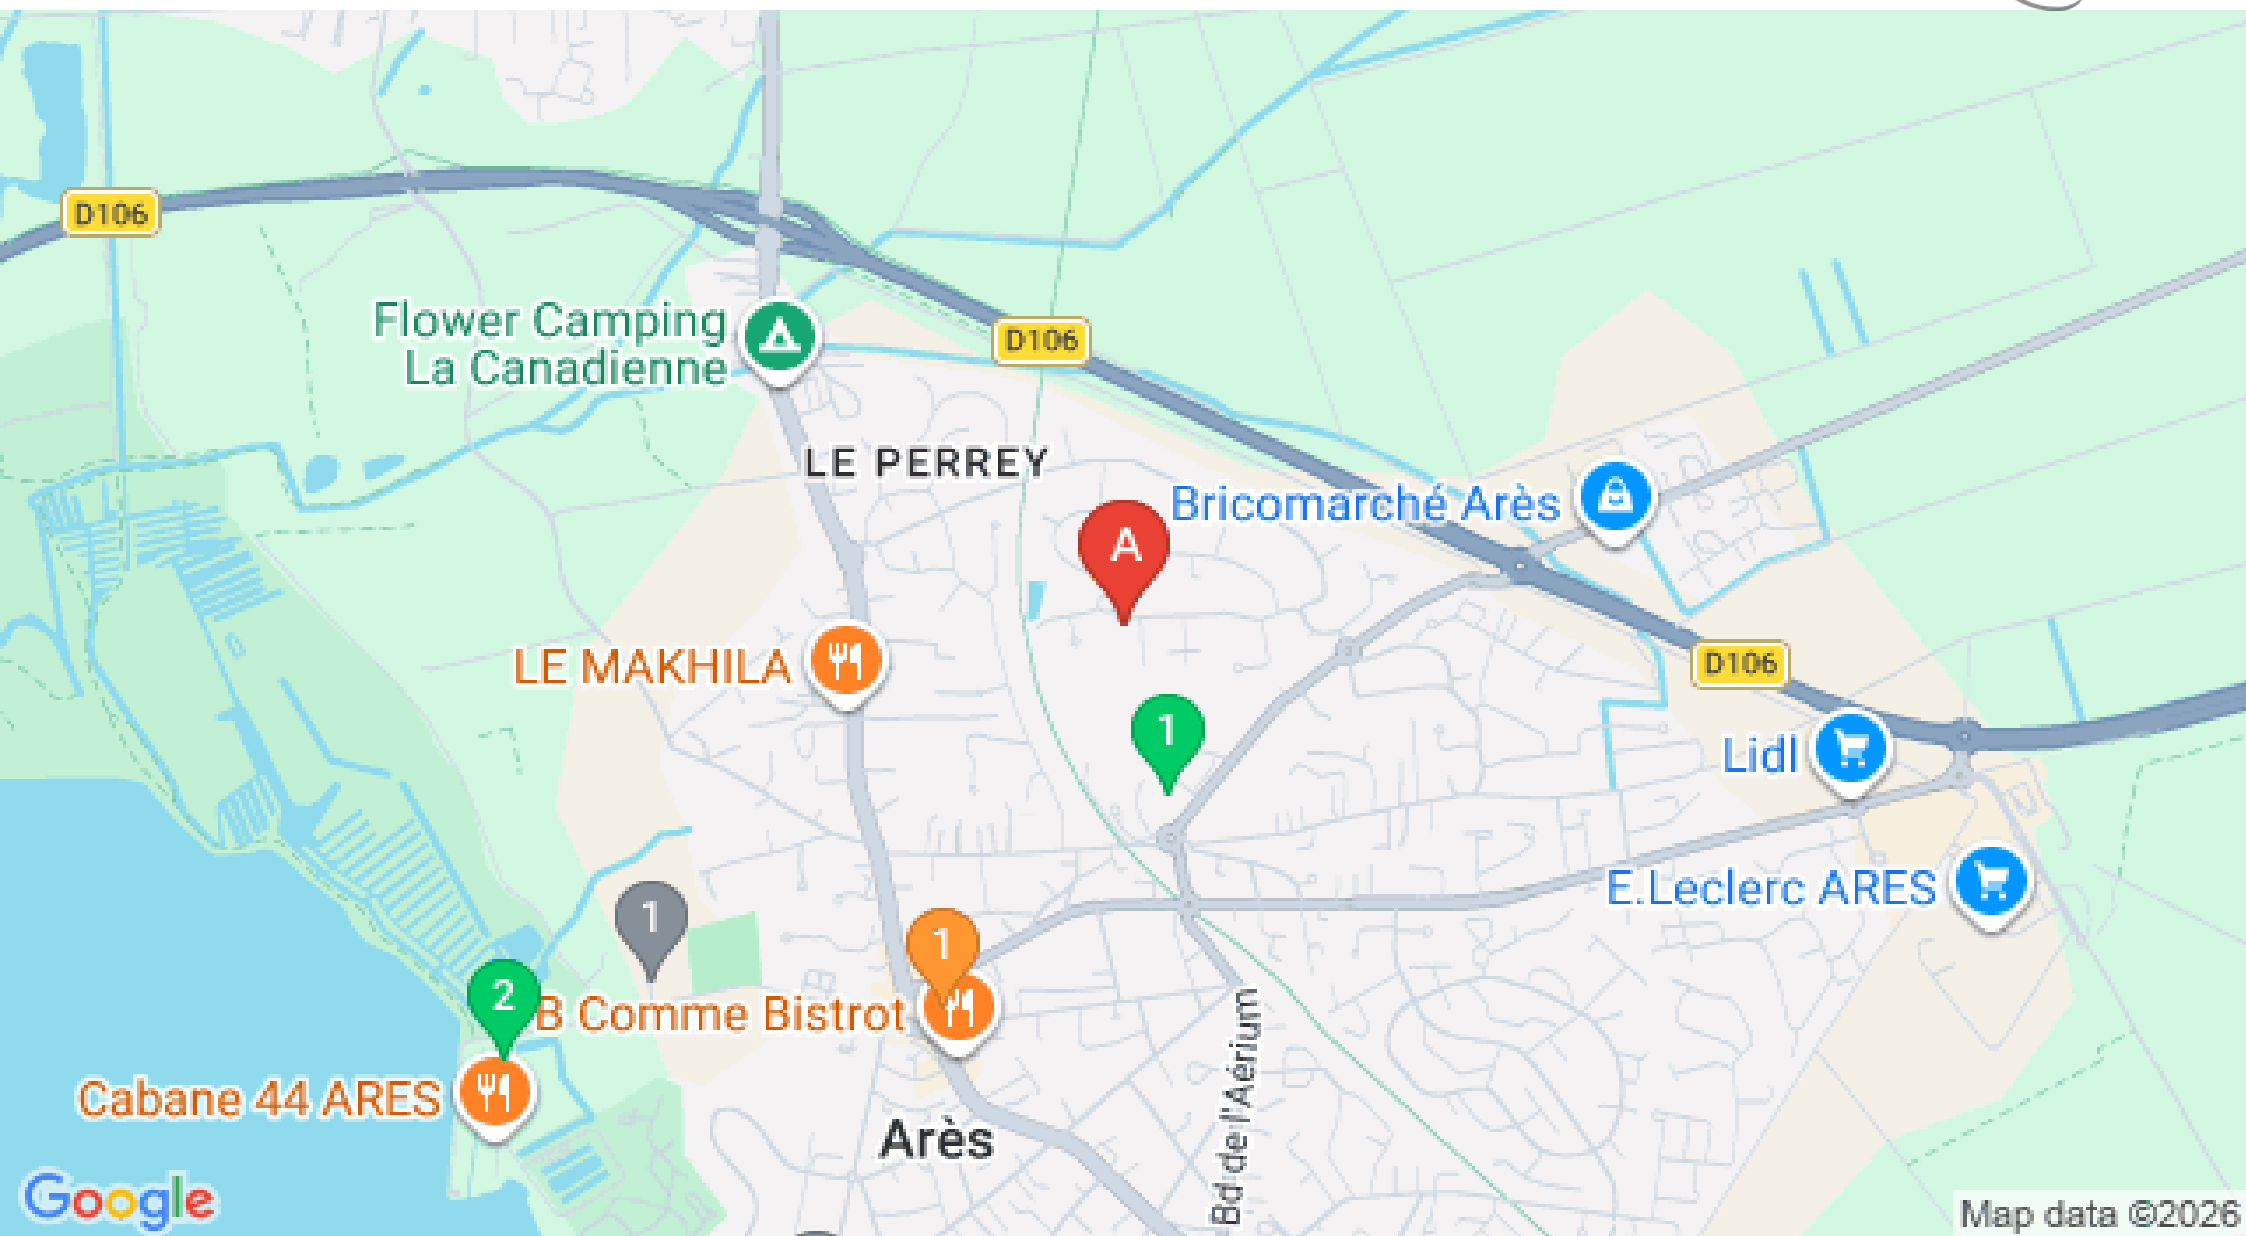 D106
Flower Camping
La Canadienne
D106
LE PERREY
Bricomarché Arès
A
LE MAKHILA
D106
1
Lidl
E.Leclerc ARES
1
1
2
B Comme Bistrot
Cabane 44 ARES
Arès
Bd de l'Aérium
Google
Map data ©2026